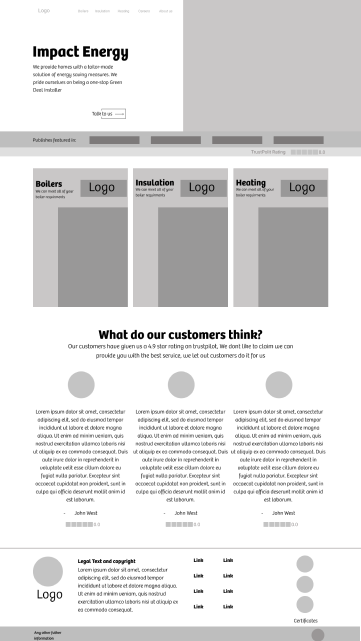 Logo
Boilers Insulation Heating Careers About us
Impact Energy
We provide homes with a tailor-made
solution of energy saving measures. We
pride ourselves on being a one-stop Green
Deal Installer
Talk to us
Publishes featured in:
TrustPilot Rating
Boilers
We can meet all of your
boiler requirements
Logo
Insulation
We can meet all of your
boiler requirements
Logo
Heating
We can meet all of your
boiler requirements
Logo
What do our customers think?
Our customers have given us a 4.9 star rating on trustpilot. We dont like to claim we can
provide you with the best service, we let out customers do it for us
Lorem ipsum dolor sit amet, consectetur
adipiscing elit, sed do eiusmod tempor
incididunt ut labore et dolore magna
aliqua. Ut enim ad minim veniam, quis
nostrud exercitation ullamco laboris nisi
ut aliquip ex ea commodo consequat. Duis
aute irure dolor in reprehenderit in
voluptate velit esse cillum dolore eu
fugiat nulla pariatur. Excepteur sint
occaecat cupidatat non proident, sunt in
culpa qui officia deserunt mollit anim id
est laborum.
- John West
Lorem ipsum dolor sit amet, consectetur
adipiscing elit, sed do eiusmod tempor
incididunt ut labore et dolore magna
aliqua. Ut enim ad minim veniam, quis
nostrud exercitation ullamco laboris nisi
ut aliquip ex ea commodo consequat. Duis
aute irure dolor in reprehenderit in
voluptate velit esse cillum dolore eu
fugiat nulla pariatur. Excepteur sint
occaecat cupidatat non proident, sunt in
culpa qui officia deserunt mollit anim id
est laborum.
- John West
Lorem ipsum dolor sit amet, consectetur
adipiscing elit, sed do eiusmod tempor
incididunt ut labore et dolore magna
aliqua. Ut enim ad minim veniam, quis
nostrud exercitation ullamco laboris nisi
ut aliquip ex ea commodo consequat. Duis
aute irure dolor in reprehenderit in
voluptate velit esse cillum dolore eu
fugiat nulla pariatur. Excepteur sint
occaecat cupidatat non proident, sunt in
culpa qui officia deserunt mollit anim id
est laborum.
- John West
Logo
Legal Text and copyright
Lorem ipsum dolor sit amet, consectetur
adipiscing elit, sed do eiusmod tempor
incididunt ut labore et dolore magna aliqua.
Ut enim ad minim veniam, quis nostrud
exercitation ullamco laboris nisi ut aliquip ex
ea commodo consequat.
Link Link
Link Link
Link Link
Link Link
Certificates
Any other footer
information